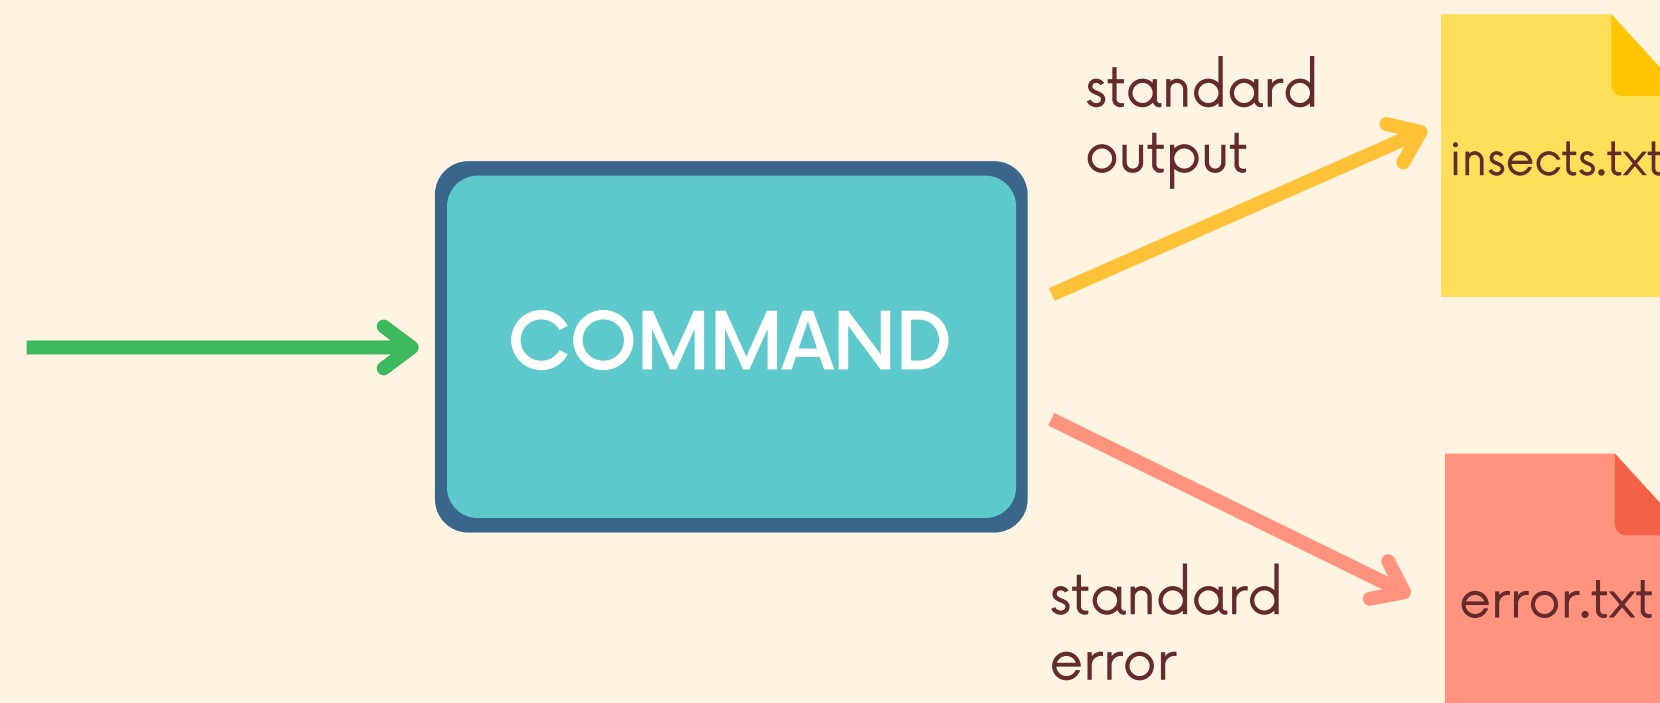 standard
output
insects.txt
COMMAND
standard
error
error.txt